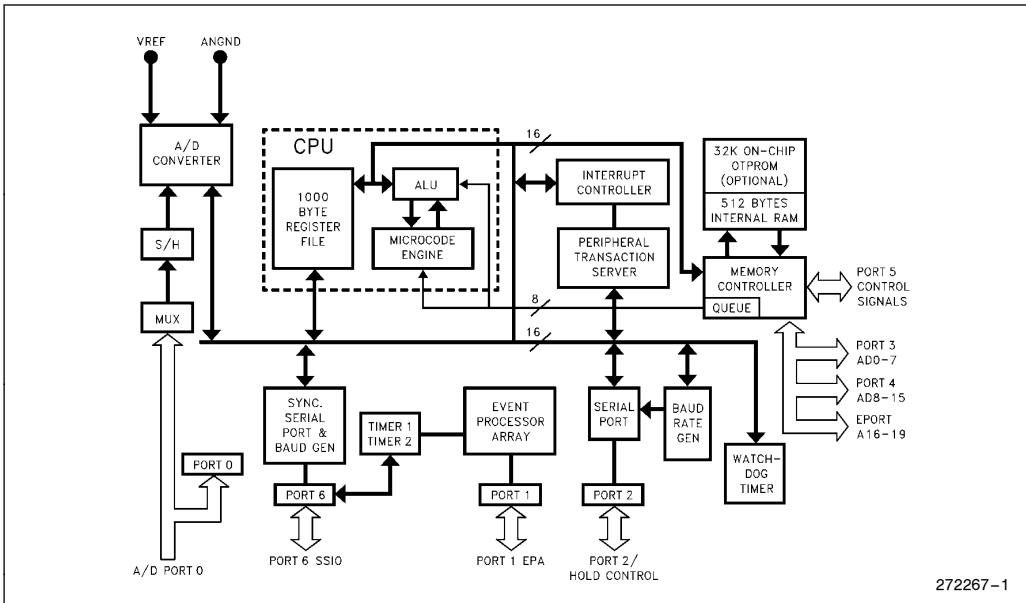 VREF
ANGND
A/D
CONVERTER
S/H
MUX
PORT 0
A/D PORT 0
CPU
1000
BYTE
REGISTER
FILE
ALU
MICROCODE
ENGINE
16
8
16
INTERRUPT
CONTROLLER
PERIPHERAL
TRANSACTION
SERVER
32K ON-CHIP
OTPROM
(OPTIONAL)
512 BYTES
INTERNAL RAM
MEMORY
CONTROLLER
QUEUE
PORT 5
CONTROL
SIGNALS
PORT 3
AD0-7
PORT 4
AD8-15
EPORT
A16-19
SYNC.
SERIAL
PORT &
BAUD GEN
TIMER 1
TIMER 2
EVENT
PROCESSOR
ARRAY
SERIAL
PORT
BAUD
RATE
GEN
WATCH-
DOG
TIMER
PORT 6
PORT 1
PORT 2
PORT 6 SSIO
PORT 1 EPA
PORT 2/
HOLD CONTROL
272267-1